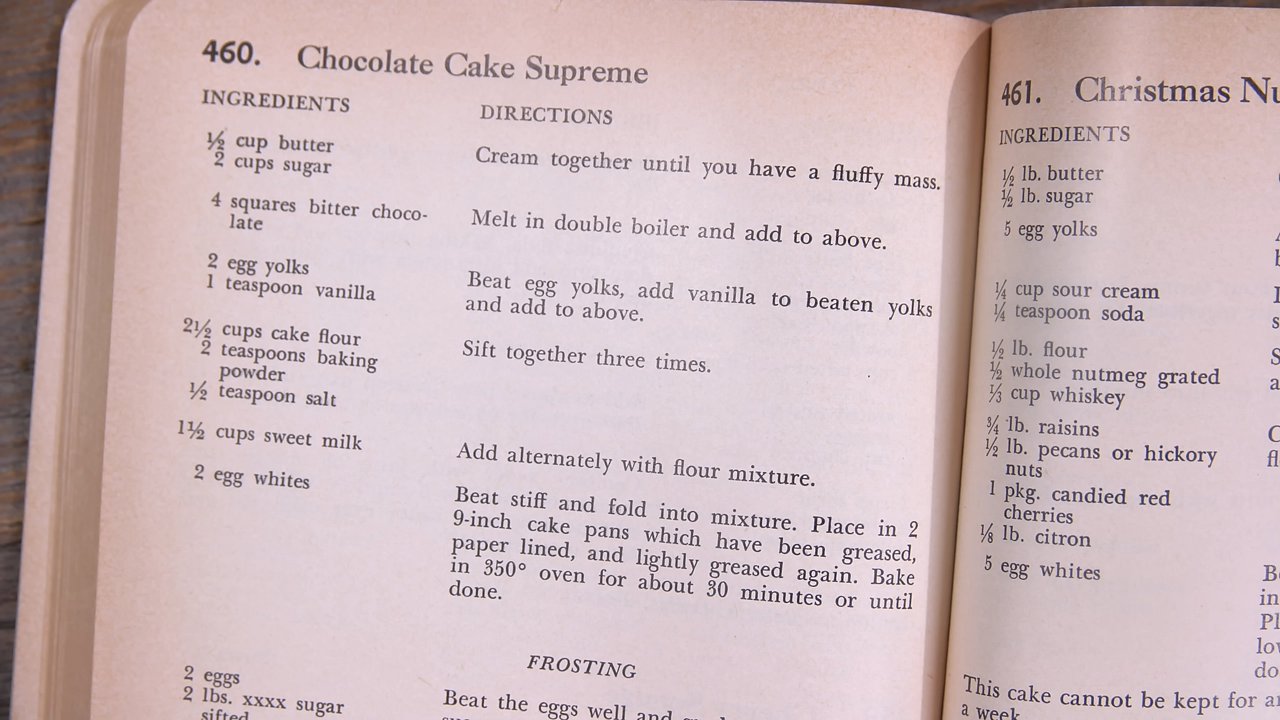 460. Chocolate Cake Supreme
INGREDIENTS
DIRECTIONS
½ cup butter
2 cups sugar
Cream together until you have a fluffy mass.
4 squares bitter choco-
late
Melt in double boiler and add to above.
2 egg yolks
1 teaspoon vanilla
Beat egg yolks, add vanilla to beaten yolks
and add to above.
2½ cups cake flour
2 teaspoons baking
powder
½ teaspoon salt
Sift together three times.
1½ cups sweet milk
Add alternately with flour mixture.
2 egg whites
Beat stiff and fold into mixture. Place in 2
9-inch cake pans which have been greased,
paper lined, and lightly greased again. Bake
in 350° oven for about 30 minutes or until
done.
FROSTING
2 eggs
2 lbs. xxxx sugar
sifted
Beat the eggs well and
461. Christmas
INGREDIENTS
½ lb. butter
½ lb. sugar
5 egg yolks
¼ cup sour cream
¼ teaspoon soda
½ lb. flour
½ whole nutmeg grated
⅓ cup whiskey
¾ lb. raisins
½ lb. pecans or hickory
nuts
1 pkg. candied red
cherries
⅛ lb. citron
5 egg whites
This cake cannot be kept for
a week